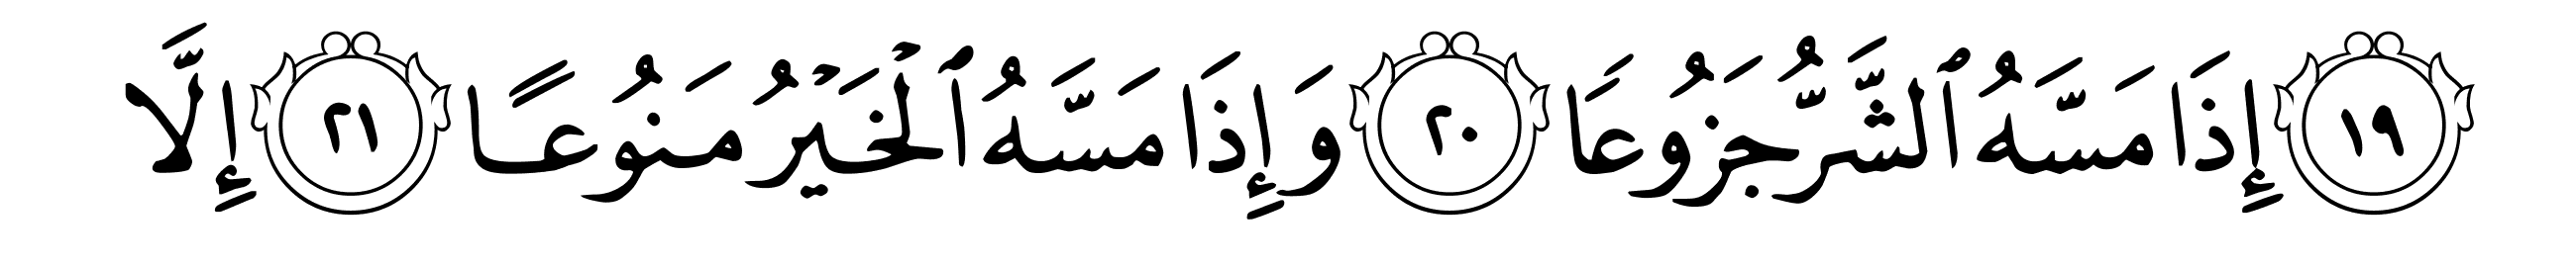 ١٩ إِذَا مَسَّهُ ٱلشَّرُّ جَزُوعًا ٢٠ وَإِذَا مَسَّهُ ٱلْخَيْرُ مَنُوعًا ٢١ إِلَّا